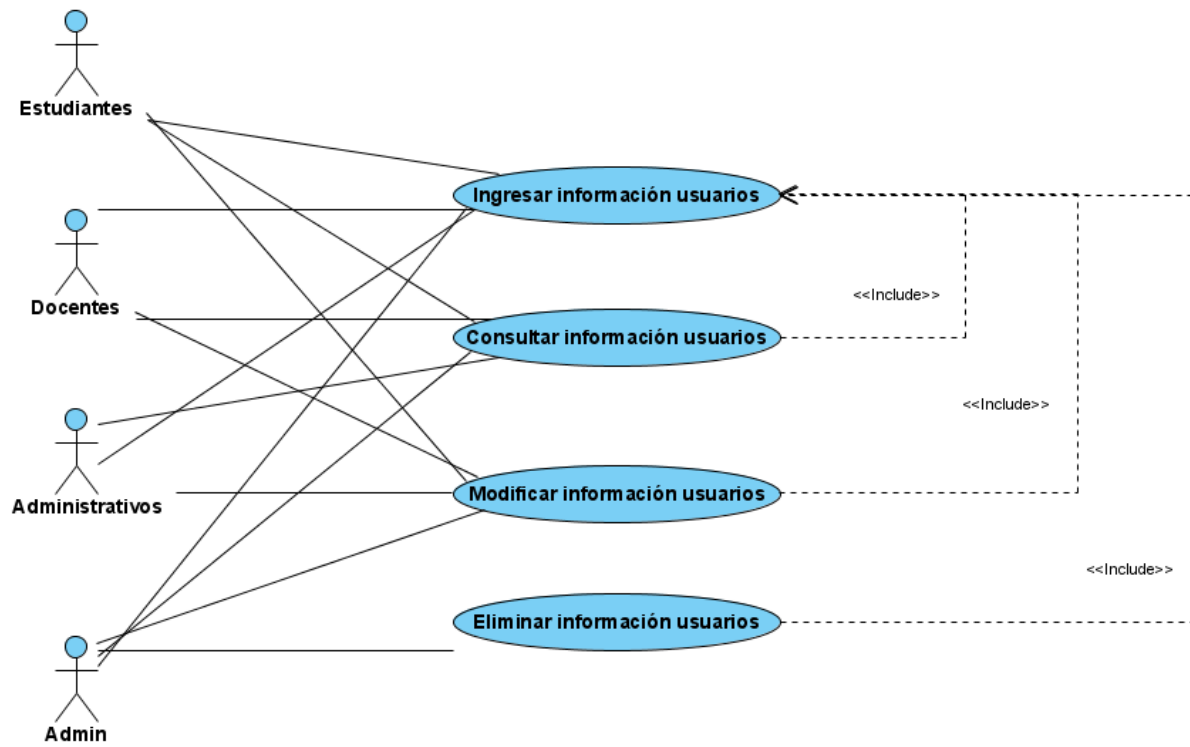 Estudiantes
Ingresar información usuarios
Docentes
<<Include>>
Consultar información usuarios
<<Include>>
Administrativos
Modificar información usuarios
<<Include>>
Eliminar información usuarios
Admin